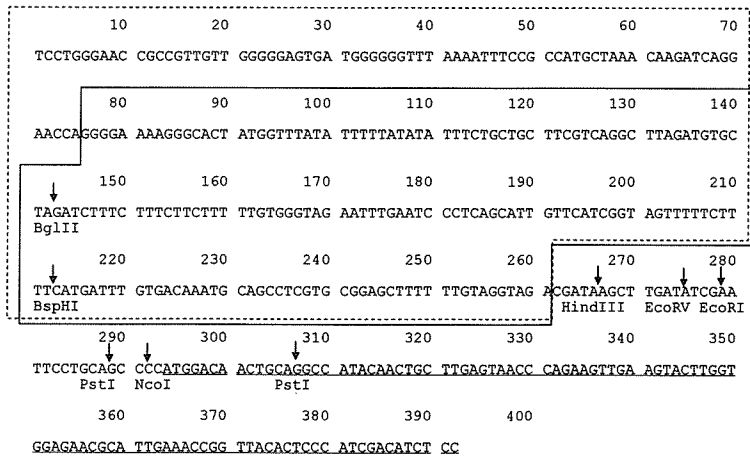 10 20 30 40 50 60 70
TCCTGGGAAC CGCCGTTGTT GGGGGAGTGA TGGGGGGTTT AAAATTTCCG CCATGCTAAA CAAGATCAGG
80 90 100 110 120 130 140
AACCAGGGGA AAAGGGCACT ATGGTTTATA TTTTTATATA TTTCTGCTGC TTCGTCAGGC TTAGATGTGC
150 160 170 180 190 200 210
TAGATCTTTC TTTCTTCTTT TTGTGGGTAG AATTTGAATC CCTCAGCATT GTTCATCGGT AGTTTTTCTT
BglII
220 230 240 250 260 270 280
TTCATGATTT GTGACAAATG CAGCCTCGTG CGGAGCTTTT TTGTAGGTAG ACGATAAGCTT TGATATCGAA
BspHI HindIII EcoRV EcoRI
290 300 310 320 330 340 350
TTCCTGCAGC CCCATGGACA ACTGCAGGCC ATACAACTGC TTGAGTAACC CAGAAGTTGA AGTACTTGGT
PstI NcoI PstI
360 370 380 390 400
GGAGAACGCA TTGAAACCGG TTACACTCCC ATCGACATCT CC